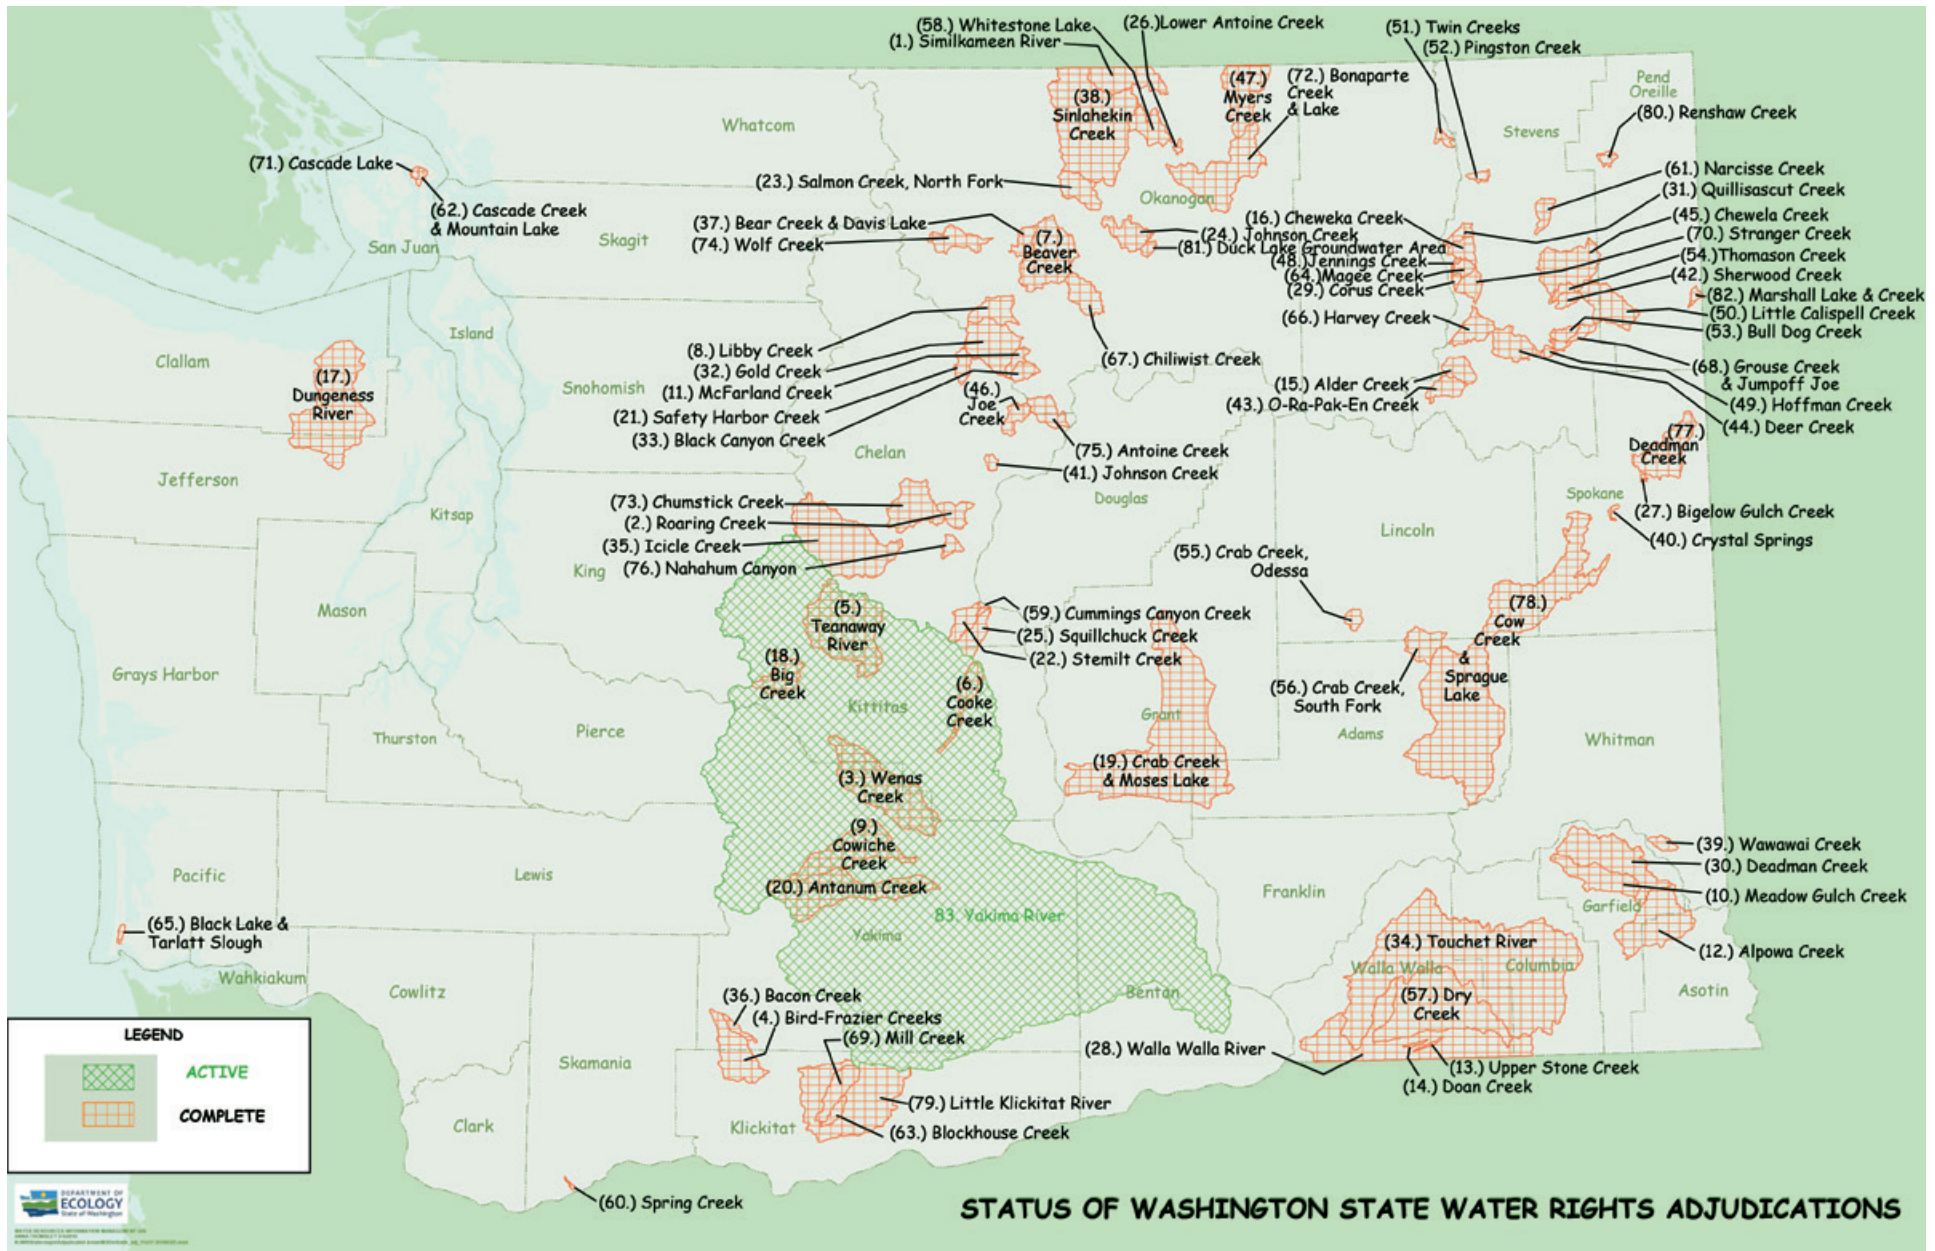 (58.) Whitestone Lake
(26.)Lower Antoine Creek
(1.) Similkameen River
(51.) Twin Creeks
(52.) Pingston Creek
(38.)
Sinlahekin
Creek
(47.)
Myers
Creek
(72.) Bonaparte
Creek
& Lake
Pend
Oreille
(80.) Renshaw Creek
Whatcom
Stevens
(71.) Cascade Lake
(62.) Cascade Creek
& Mountain Lake
San Juan
(23.) Salmon Creek, North Fork
Okanogan
(61.) Narcisse Creek
(31.) Quillisascut Creek
(37.) Bear Creek & Davis Lake
(74.) Wolf Creek
Skagit
(7.)
Beaver
Creek
(16.) Cheweka Creek
(24.) Johnson Creek
(81.) Duck Lake Groundwater Area
(48.) Jennings Creek
(64.) Magee Creek
(29.) Corus Creek
(45.) Chewela Creek
(70.) Stranger Creek
(54.)Thomason Creek
(42.) Sherwood Creek
(82.) Marshall Lake & Creek
(50.) Little Calispell Creek
(53.) Bull Dog Creek
(66.) Harvey Creek
Island
Clallam
(17.)
Dungeness
River
Snohomish
(8.) Libby Creek
(32.) Gold Creek
(11.) McFarland Creek
(21.) Safety Harbor Creek
(33.) Black Canyon Creek
(67.) Chiliwist Creek
(46.)
Joe
Creek
(15.) Alder Creek
(43.) O-Ra-Pak-En Creek
(68.) Grouse Creek
& Jumpoff Joe
(49.) Hoffman Creek
(44.) Deer Creek
(77.)
Deadman
Creek
Chelan
(75.) Antoine Creek
(41.) Johnson Creek
Jefferson
Kitsap
Douglas
Lincoln
Spokane
(27.) Bigelow Gulch Creek
(40.) Crystal Springs
(73.) Chumstick Creek
(2.) Roaring Creek
(35.) Icicle Creek
King
(76.) Nahahum Canyon
(55.) Crab Creek,
Odessa
Mason
(5.)
Teanaway
River
(59.) Cummings Canyon Creek
(25.) Squillchuck Creek
(22.) Stemilt Creek
(78.)
Cow
Creek
&
Sprague
Lake
Grays Harbor
(18.)
Big
Creek
(6.)
Cooke
Creek
Kittitas
(56.) Crab Creek,
South Fork
Grant
Adams
Whitman
Thurston
Pierce
(3.) Wenas
Creek
(19.) Crab Creek
& Moses Lake
(9.)
Cowiche
Creek
(20.) Antanum Creek
(39.) Wawawai Creek
(30.) Deadman Creek
(10.) Meadow Gulch Creek
Garfield
(12.) Alpowa Creek
Pacific
Lewis
Franklin
83. Yakima River
Yakima
(65.) Black Lake &
Tarlatt Slough
(34.) Touchet River
Walla Walla
Columbia
Wahkiakum
Cowlitz
(57.) Dry
Creek
Bentan
Asotin
(36.) Bacon Creek
(4.) Bird-Frazier Creeks
(69.) Mill Creek
(28.) Walla Walla River
(13.) Upper Stone Creek
(14.) Doan Creek
Skamania
(79.) Little Klickitat River
(63.) Blockhouse Creek
Clark
Klickitat
(60.) Spring Creek
LEGEND
ACTIVE
COMPLETE
DEPARTMENT OF
ECOLOGY
State of Washington
STATUS OF WASHINGTON STATE WATER RIGHTS ADJUDICATIONS